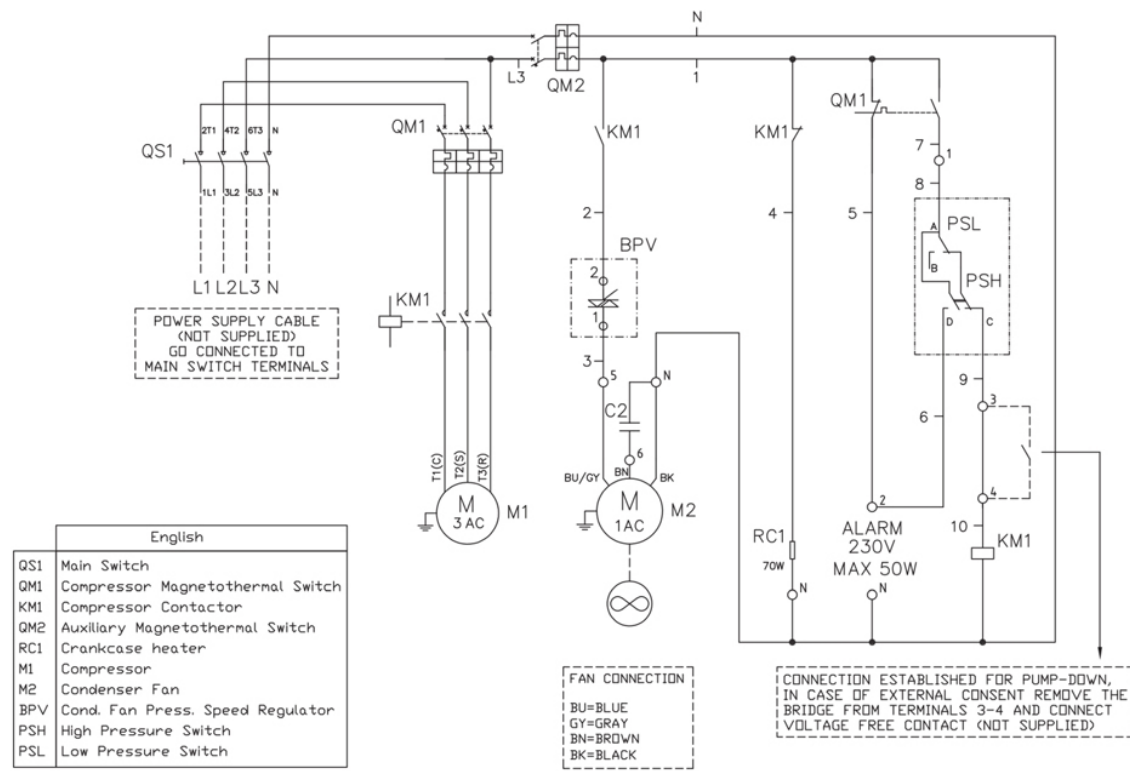 N
L3
QM2
1
2T1 4T2 6T3 N
QS1
1L1 3L2 5L3 N
L1 L2 L3 N
POWER SUPPLY CABLE
(NOT SUPPLIED)
GO CONNECTED TO
MAIN SWITCH TERMINALS
QM1
KM1
T1(C) T2(S) T3(R)
M
3 AC
M1
KM1
2
BPV
2
1
3
5
N
C2
6
BU/GY
BN
BK
M
1AC
M2
KM1
4
RC1
70W
N
QM1
5
2
ALARM
230V
MAX 50W
N
7
1
8
PSL
A
B
PSH
D
C
9
6
3
4
10
KM1
English
QS1 Main Switch
QM1 Compressor Magnetothermal Switch
KM1 Compressor Contactor
QM2 Auxiliary Magnetothermal Switch
RC1 Crankcase heater
M1 Compressor
M2 Condenser Fan
BPV Cond. Fan Press. Speed Regulator
PSH High Pressure Switch
PSL Low Pressure Switch
FAN CONNECTION
BU=BLUE
GY=GRAY
BN=BROWN
BK=BLACK
CONNECTION ESTABLISHED FOR PUMP-DOWN,
IN CASE OF EXTERNAL CONSENT REMOVE THE
BRIDGE FROM TERMINALS 3-4 AND CONNECT
VOLTAGE FREE CONTACT (NOT SUPPLIED)